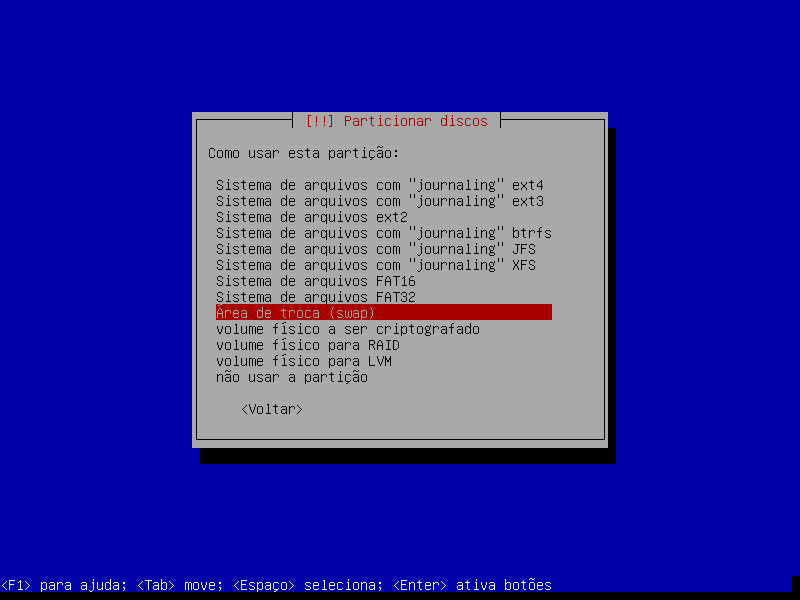 [!!] Particionar discos
Como usar esta partição:
Sistema de arquivos com "journaling" ext4
Sistema de arquivos com "journaling" ext3
Sistema de arquivos ext2
Sistema de arquivos com "journaling" btrfs
Sistema de arquivos com "journaling" JFS
Sistema de arquivos com "journaling" XFS
Sistema de arquivos FAT16
Sistema de arquivos FAT32
Área de troca (swap)
volume físico a ser criptografado
volume físico para RAID
volume físico para LVM
não usar a partição
<Voltar>
<F1> para ajuda; <Tab> move; <Espaço> seleciona; <Enter> ativa botões